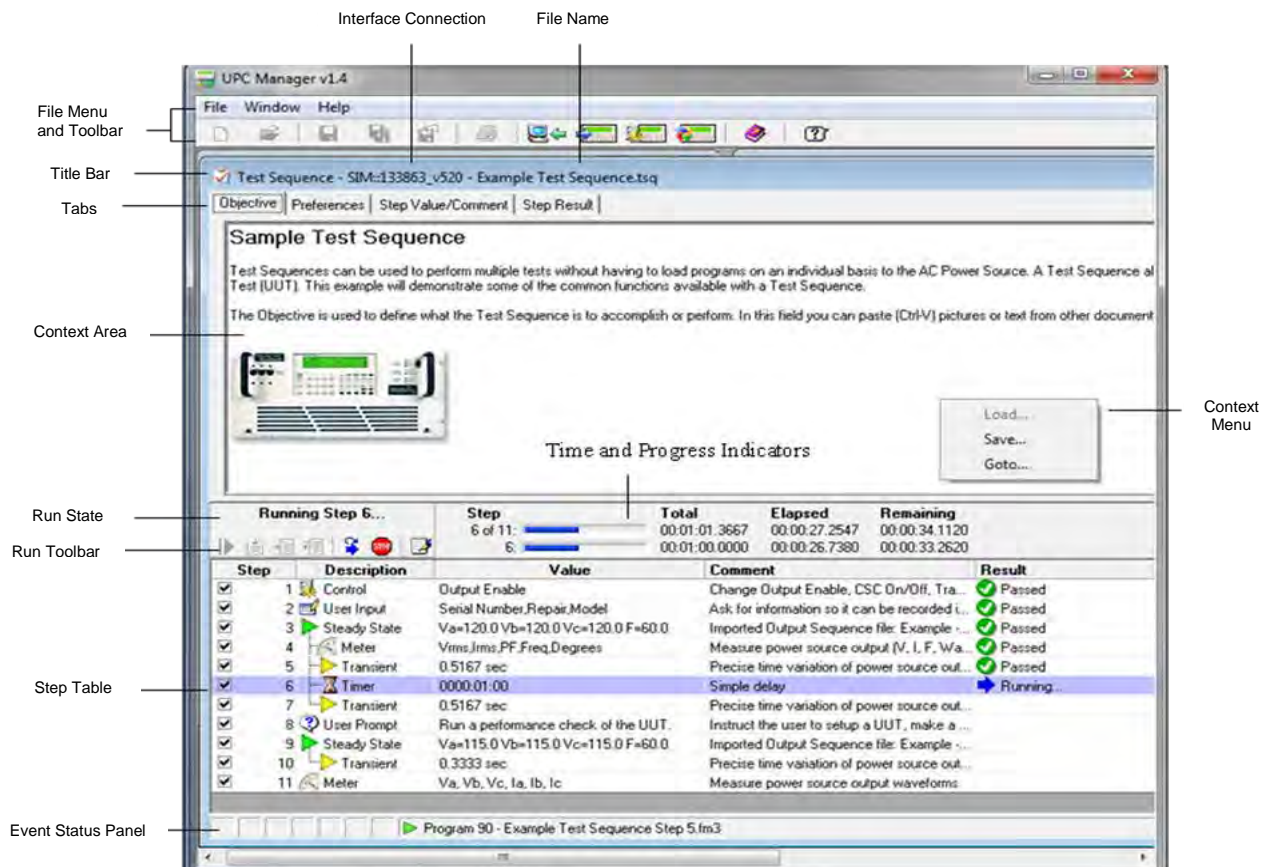 Interface Connection File Name
UPC Manager v1.4
File Menu and Toolbar
File Window Help
Title Bar
Test Sequence - SIM::133863_v520 - Example Test Sequence.tsq
Tabs
Objective Preferences Step Value/Comment Step Result
Sample Test Sequence
Test Sequences can be used to perform multiple tests without having to load programs on an individual basis to the AC Power Source. A Test Sequence al
Test (UUT). This example will demonstrate some of the common functions available with a Test Sequence.
The Objective is used to define what the Test Sequence is to accomplish or perform. In this field you can paste (Ctrl-V) pictures or text from other document
Context Area
Load...
Save...
Goto...
Context Menu
Time and Progress Indicators
Run State
Running Step 6... Step Total Elapsed Remaining
6 of 11: 00:01:01.3667 00:00:27.2547 00:00:34.1120
Run Toolbar
STOP
6: 00:01:00.0000 00:00:26.7380 00:00:33.2620
Step Description Value Comment Result
1 Control Output Enable Change Output Enable, CSC On/Off, Tra... Passed
2 User Input Serial Number,Repair,Model Ask for information so it can be recorded i... Passed
3 Steady State Va=120.0 Vb=120.0 Vc=120.0 F=60.0 Imported Output Sequence file: Example -... Passed
4 Meter Vrms,Irms,PF,Freq,Degrees Measure power source output (V, I, F, Wa... Passed
5 Transient 0.5167 sec Precise time variation of power source out... Passed
Step Table
6 Timer 0000:01:00 Simple delay Running...
7 Transient 0.5167 sec Precise time variation of power source out...
8 User Prompt Run a performance check of the UUT. Instruct the user to setup a UUT, make a ...
9 Steady State Va=115.0 Vb=115.0 Vc=115.0 F=60.0 Imported Output Sequence file: Example -...
10 Transient 0.3333 sec Precise time variation of power source out...
11 Meter Va, Vb, Vc, Ia, Ib, Ic Measure power source output waveforms
Event Status Panel
Program 90 - Example Test Sequence Step 5.fm3